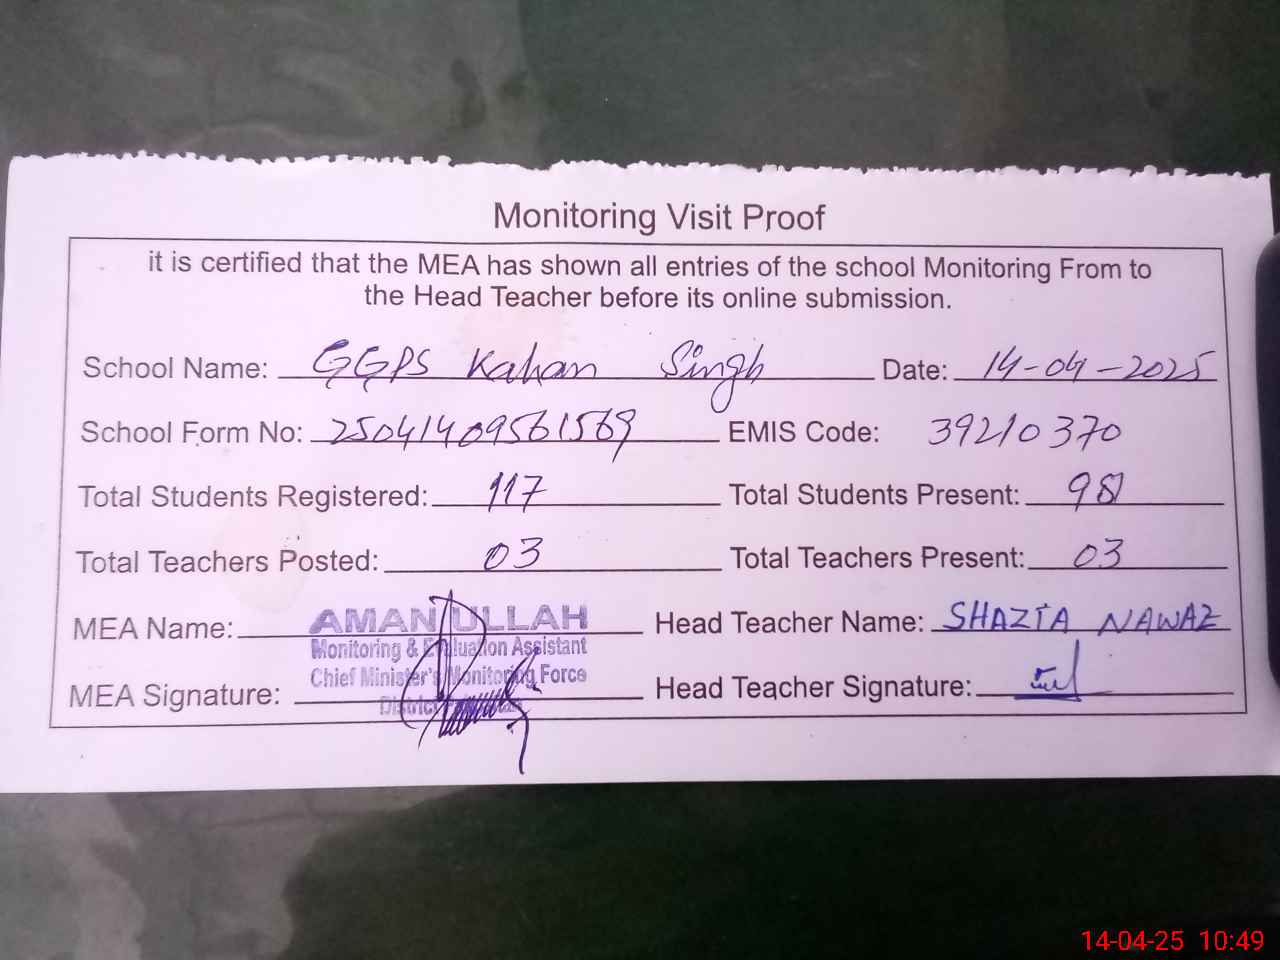 Monitoring Visit Proof
it is certified that the MEA has shown all entries of the school Monitoring From to
the Head Teacher before its online submission.
School Name: GGPS Kahan Singh Date: 14-04-2025
School Form No: 25041409561569 EMIS Code: 39210370
Total Students Registered: 117 Total Students Present: 98
Total Teachers Posted: 03 Total Teachers Present: 03
MEA Name: AMAN ULLAH Head Teacher Name: SHAZIA NAWAZ
Monitoring & Evaluation Assistant
Chief Minister's Monitoring Force
MEA Signature: District Head Teacher Signature:
14-04-25 10:49